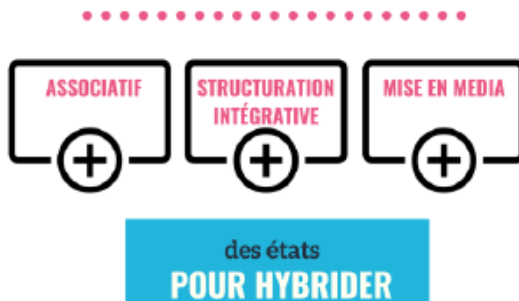 ASSOCIATIF
STRUCTURATION
INTÉGRATIVE
MISE EN MEDIA
des états
POUR HYBRIDER